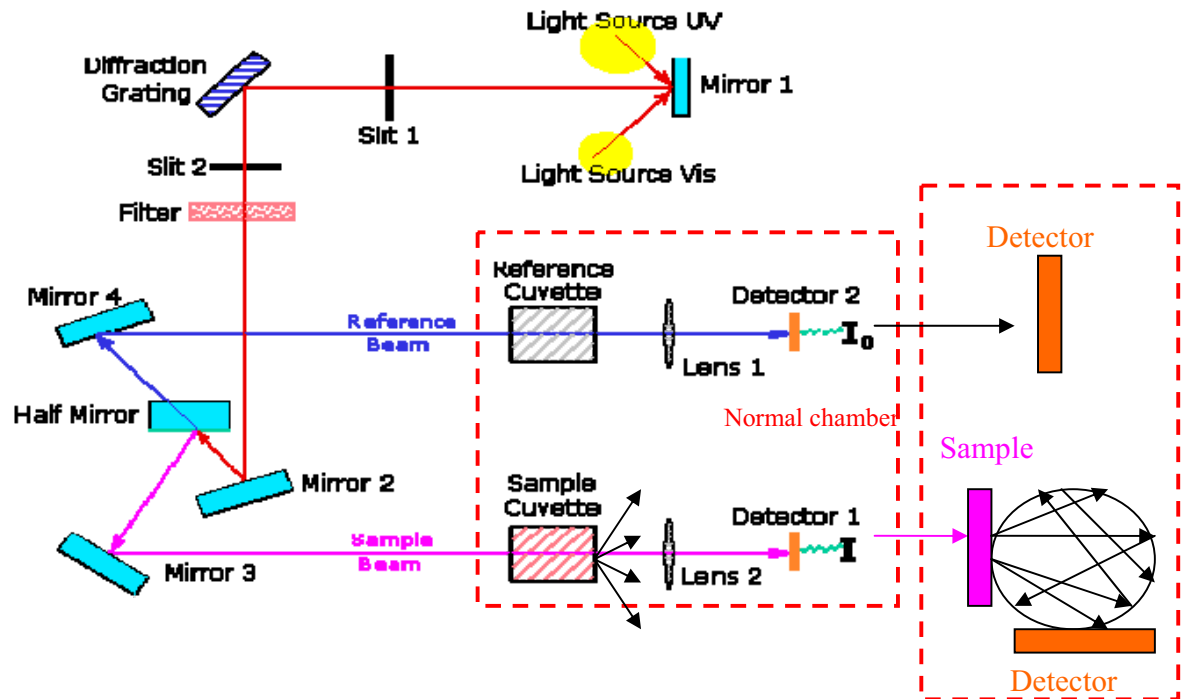 Light Source UV
Diffraction
Grating
Mirror 1
Slit 1
Slit 2
Light Source Vis
Filter
Detector
Reference
Cuvette
Mirror 4
Detector 2
Reference
Beam
I0
Lens 1
Half Mirror
Normal chamber
Sample
Mirror 2
Sample
Cuvette
Detector 1
Sample
Beam
I
Mirror 3
Lens 2
Detector